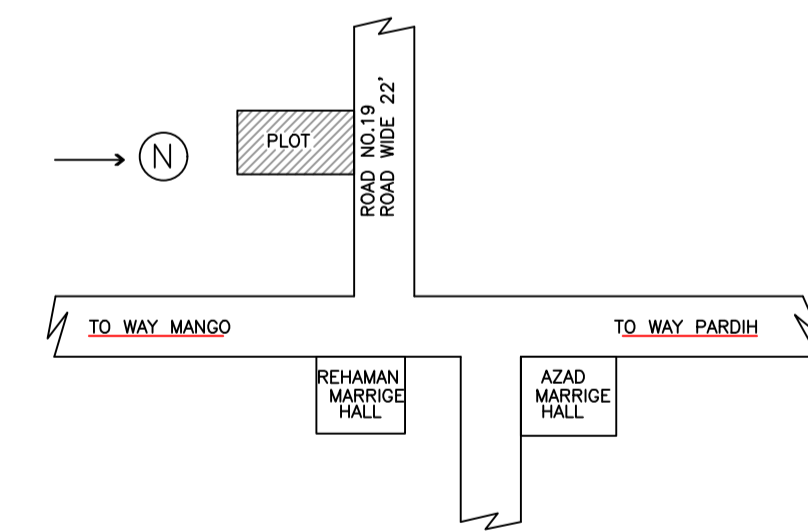 ROAD NO.19
ROAD WIDE 22'
PLOT
N
TO WAY MANGO
TO WAY PARDIH
REHAMAN
MARRIGE
HALL
AZAD
MARRIGE
HALL